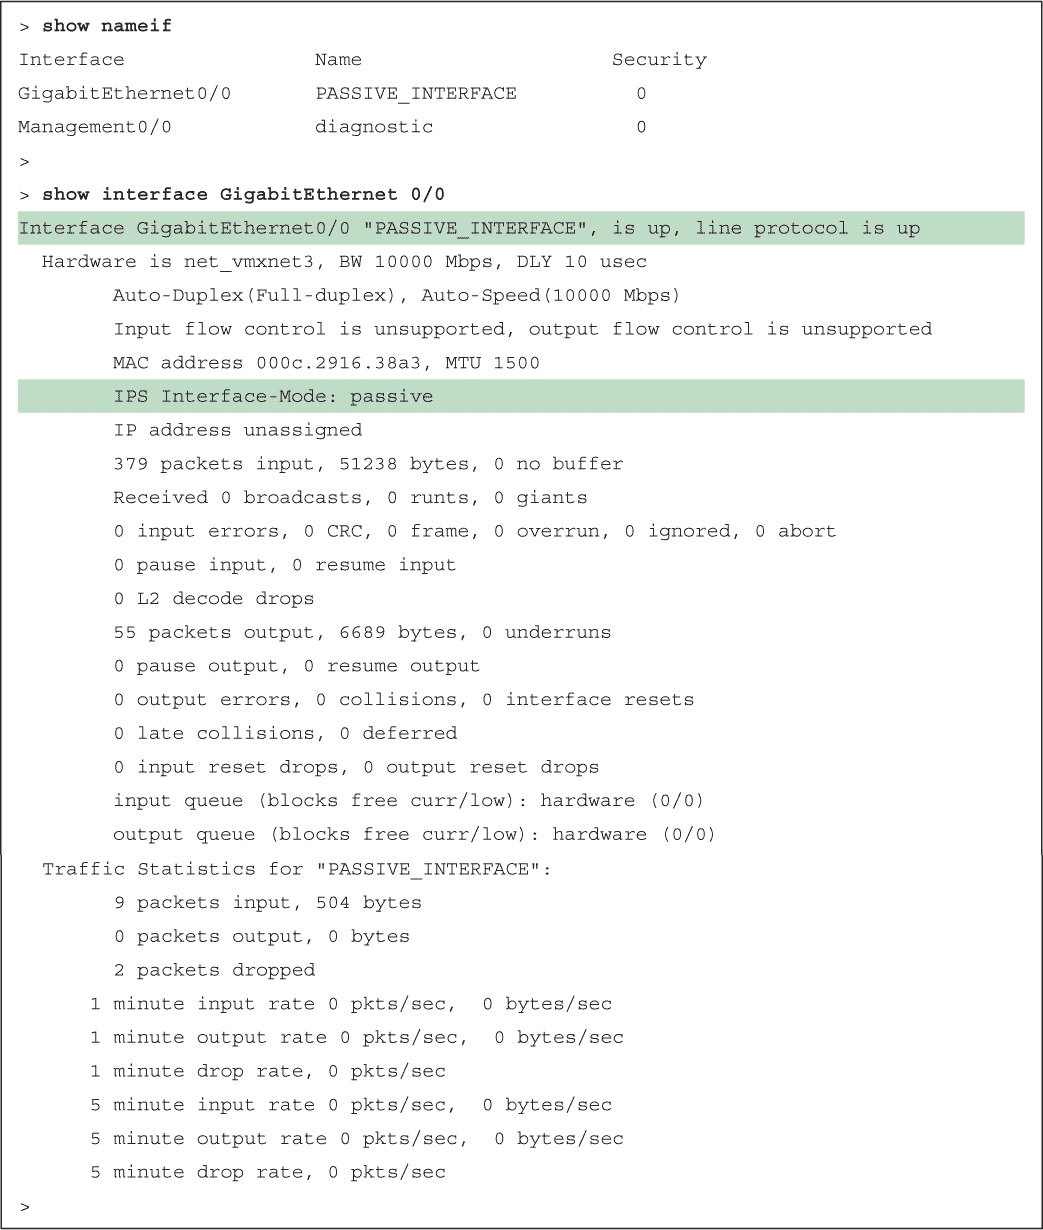 > show nameif
Interface                Name                     Security
GigabitEthernet0/0       PASSIVE_INTERFACE          0
Management0/0            diagnostic                 0
>
> show interface GigabitEthernet 0/0
Interface GigabitEthernet0/0 "PASSIVE_INTERFACE", is up, line protocol is up
  Hardware is net_vmxnet3, BW 10000 Mbps, DLY 10 usec
        Auto-Duplex(Full-duplex), Auto-Speed(10000 Mbps)
        Input flow control is unsupported, output flow control is unsupported
        MAC address 000c.2916.38a3, MTU 1500
        IPS Interface-Mode: passive
        IP address unassigned
        379 packets input, 51238 bytes, 0 no buffer
        Received 0 broadcasts, 0 runts, 0 giants
        0 input errors, 0 CRC, 0 frame, 0 overrun, 0 ignored, 0 abort
        0 pause input, 0 resume input
        0 L2 decode drops
        55 packets output, 6689 bytes, 0 underruns
        0 pause output, 0 resume output
        0 output errors, 0 collisions, 0 interface resets
        0 late collisions, 0 deferred
        0 input reset drops, 0 output reset drops
        input queue (blocks free curr/low): hardware (0/0)
        output queue (blocks free curr/low): hardware (0/0)
  Traffic Statistics for "PASSIVE_INTERFACE":
        9 packets input, 504 bytes
        0 packets output, 0 bytes
        2 packets dropped
      1 minute input rate 0 pkts/sec,  0 bytes/sec
      1 minute output rate 0 pkts/sec,  0 bytes/sec
      1 minute drop rate, 0 pkts/sec
      5 minute input rate 0 pkts/sec,  0 bytes/sec
      5 minute output rate 0 pkts/sec,  0 bytes/sec
      5 minute drop rate, 0 pkts/sec
>